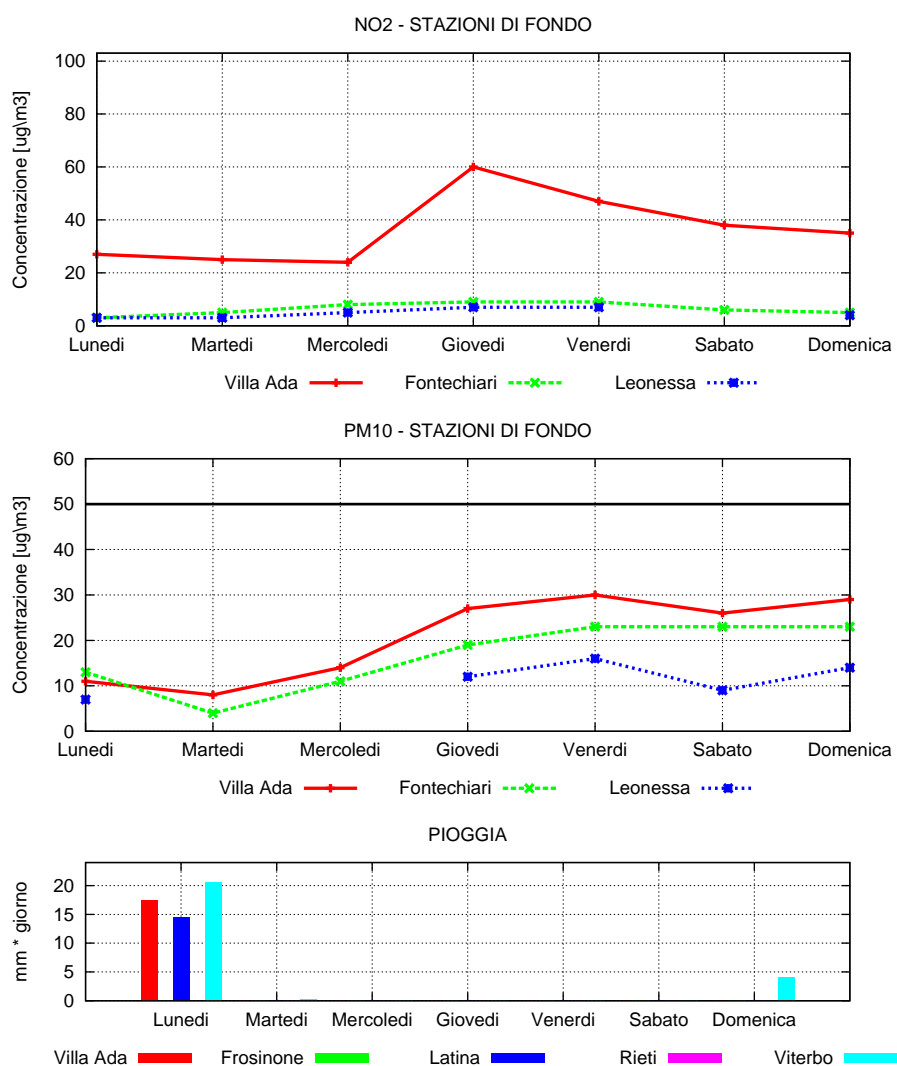 NO2 - STAZIONI DI FONDO
Concentrazione [ug\m3]
100
80
60
40
20
0
Lunedi Martedi Mercoledi Giovedi Venerdi Sabato Domenica
Villa Ada Fontechiari Leonessa
PM10 - STAZIONI DI FONDO
Concentrazione [ug\m3]
60
50
40
30
20
10
0
Lunedi Martedi Mercoledi Giovedi Venerdi Sabato Domenica
Villa Ada Fontechiari Leonessa
PIOGGIA
mm * giorno
20
15
10
5
0
Lunedi Martedi Mercoledi Giovedi Venerdi Sabato Domenica
Villa Ada Frosinone Latina Rieti Viterbo